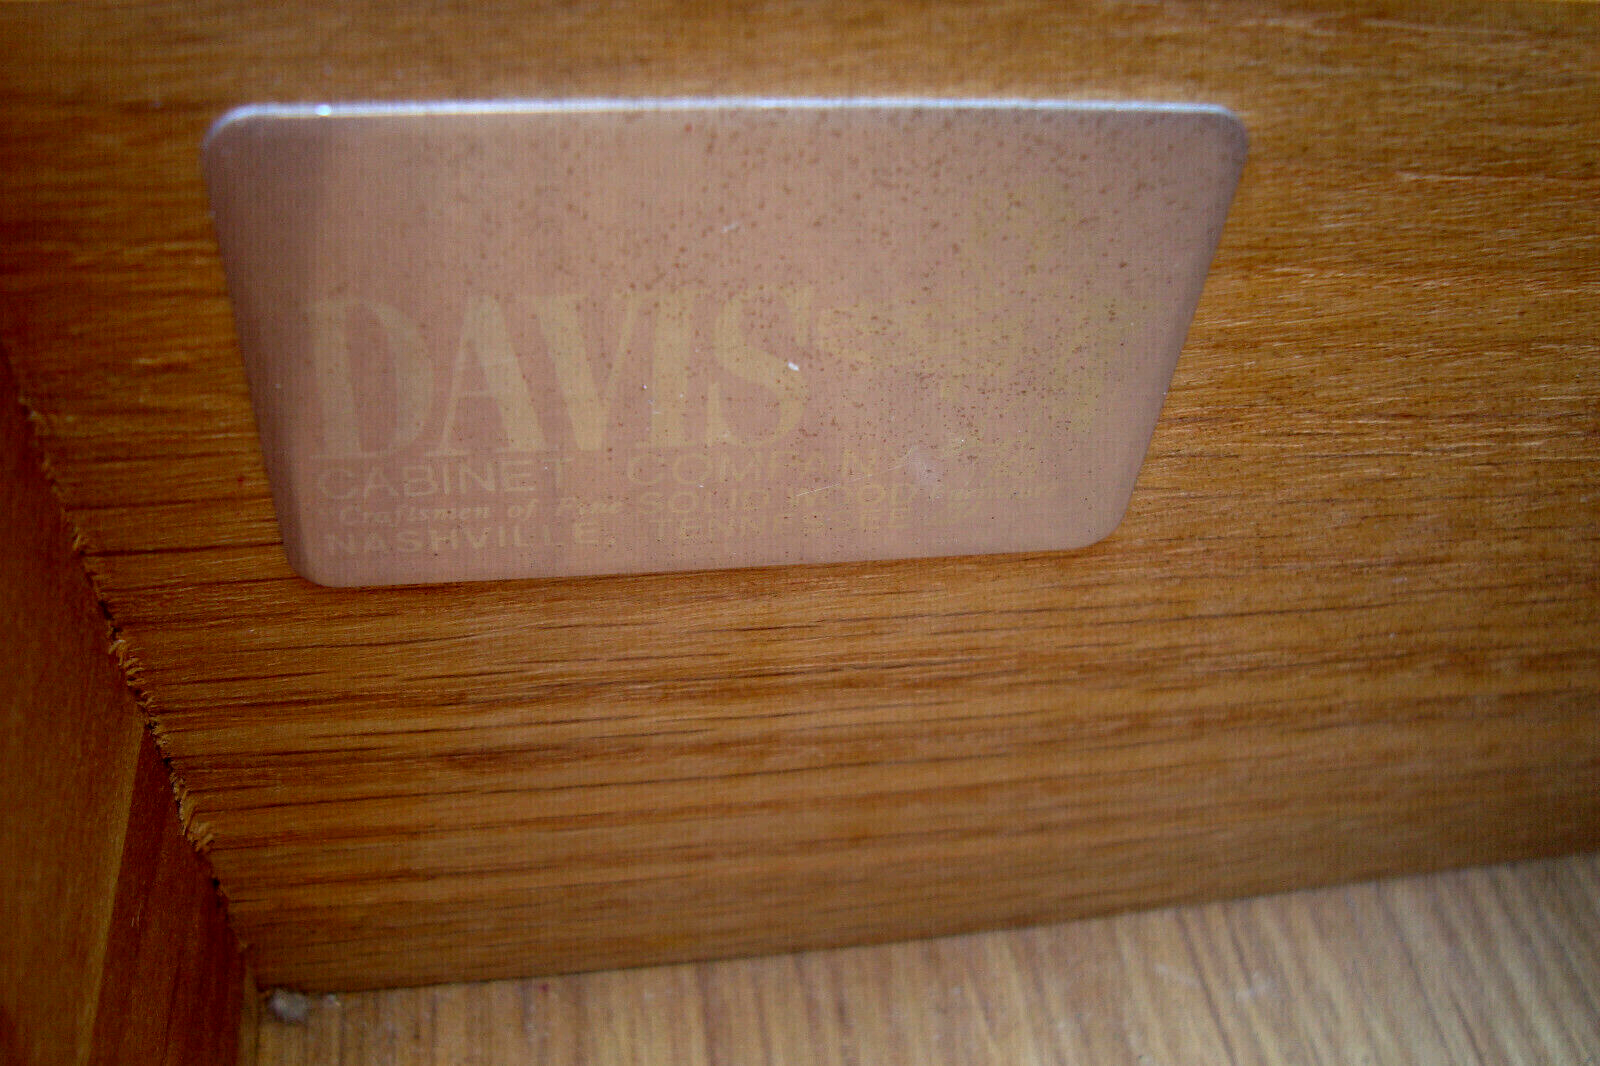 DAVIS
CABINET COMPANY
"Craftsmen of Fine SOLID WOOD
NASHVILLE, TENNESSEE